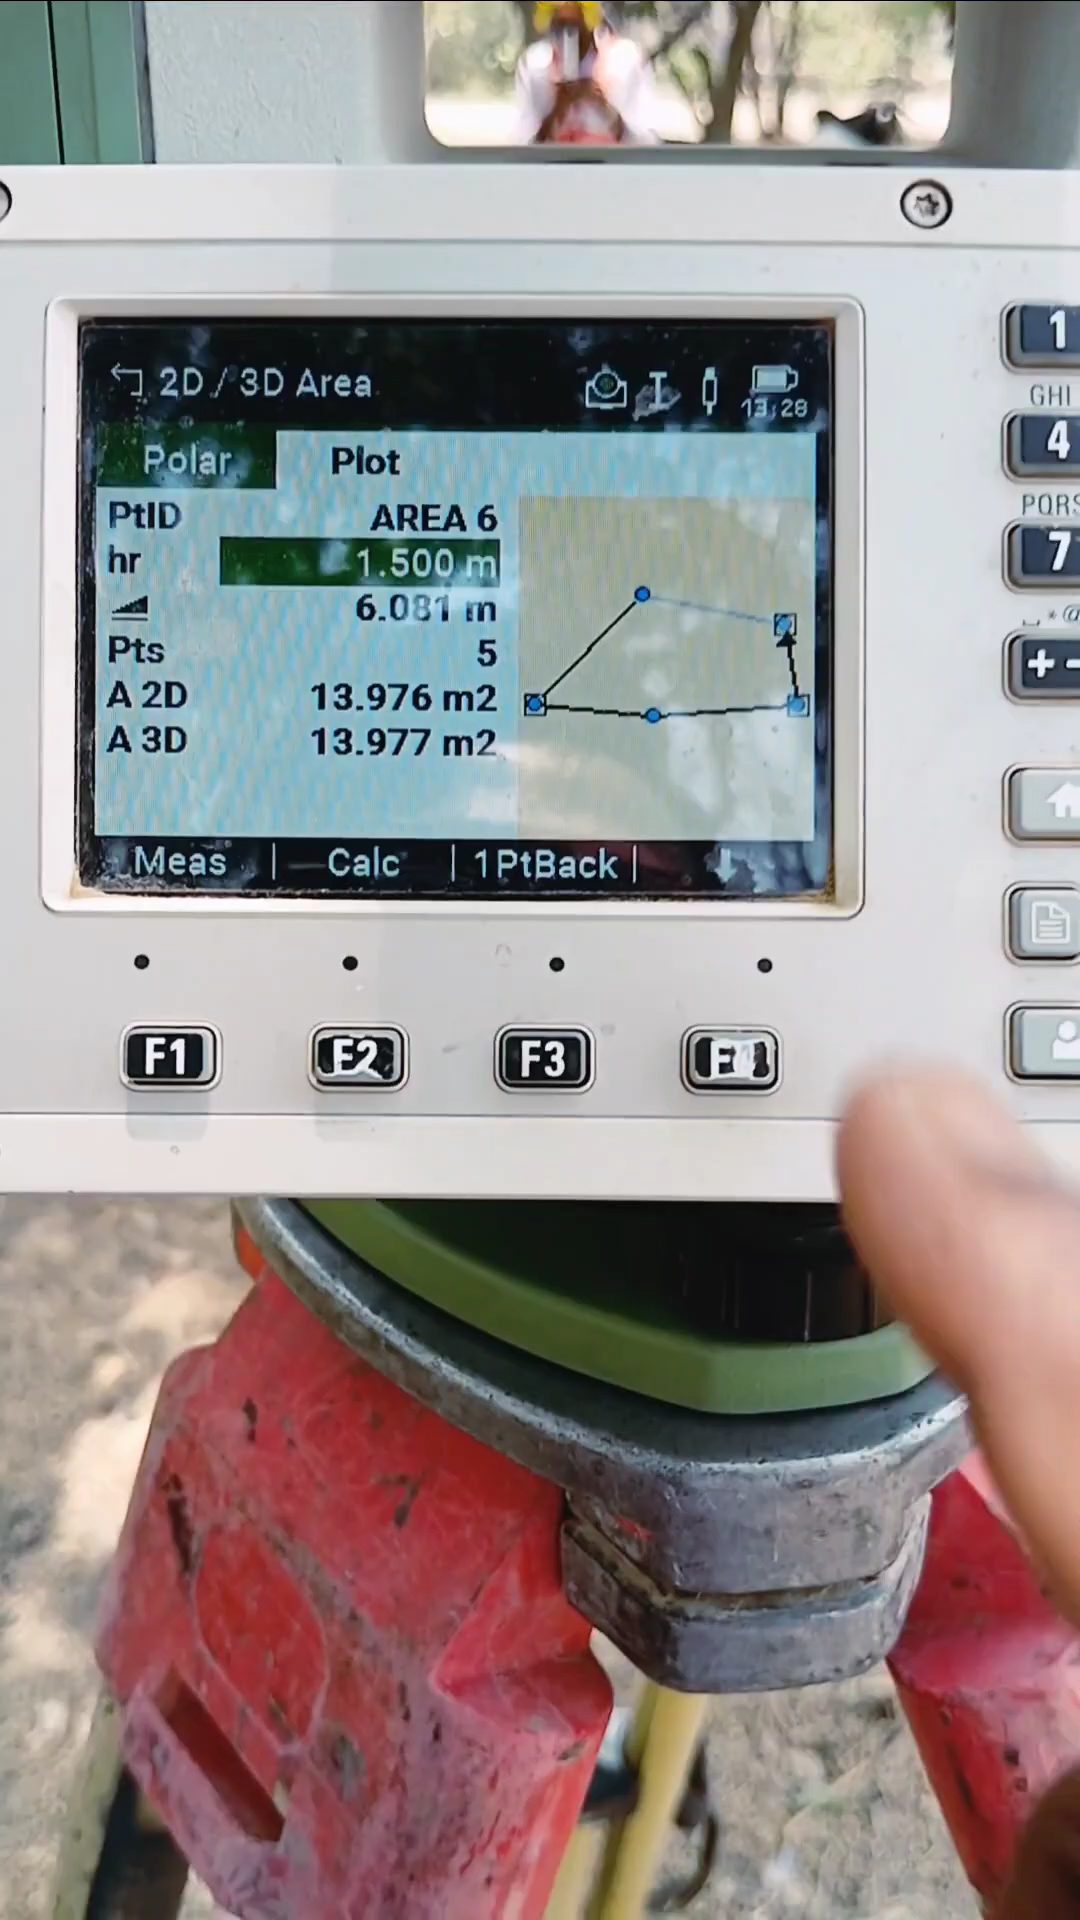 2D / 3D Area
13:28
Polar Plot
PtID AREA 6
hr 1.500 m
6.081 m
Pts 5
A 2D 13.976 m2
A 3D 13.977 m2
Meas | Calc | 1PtBack |
F1 F2 F3 F4
1
GHI
4
PQRS
7
+ -